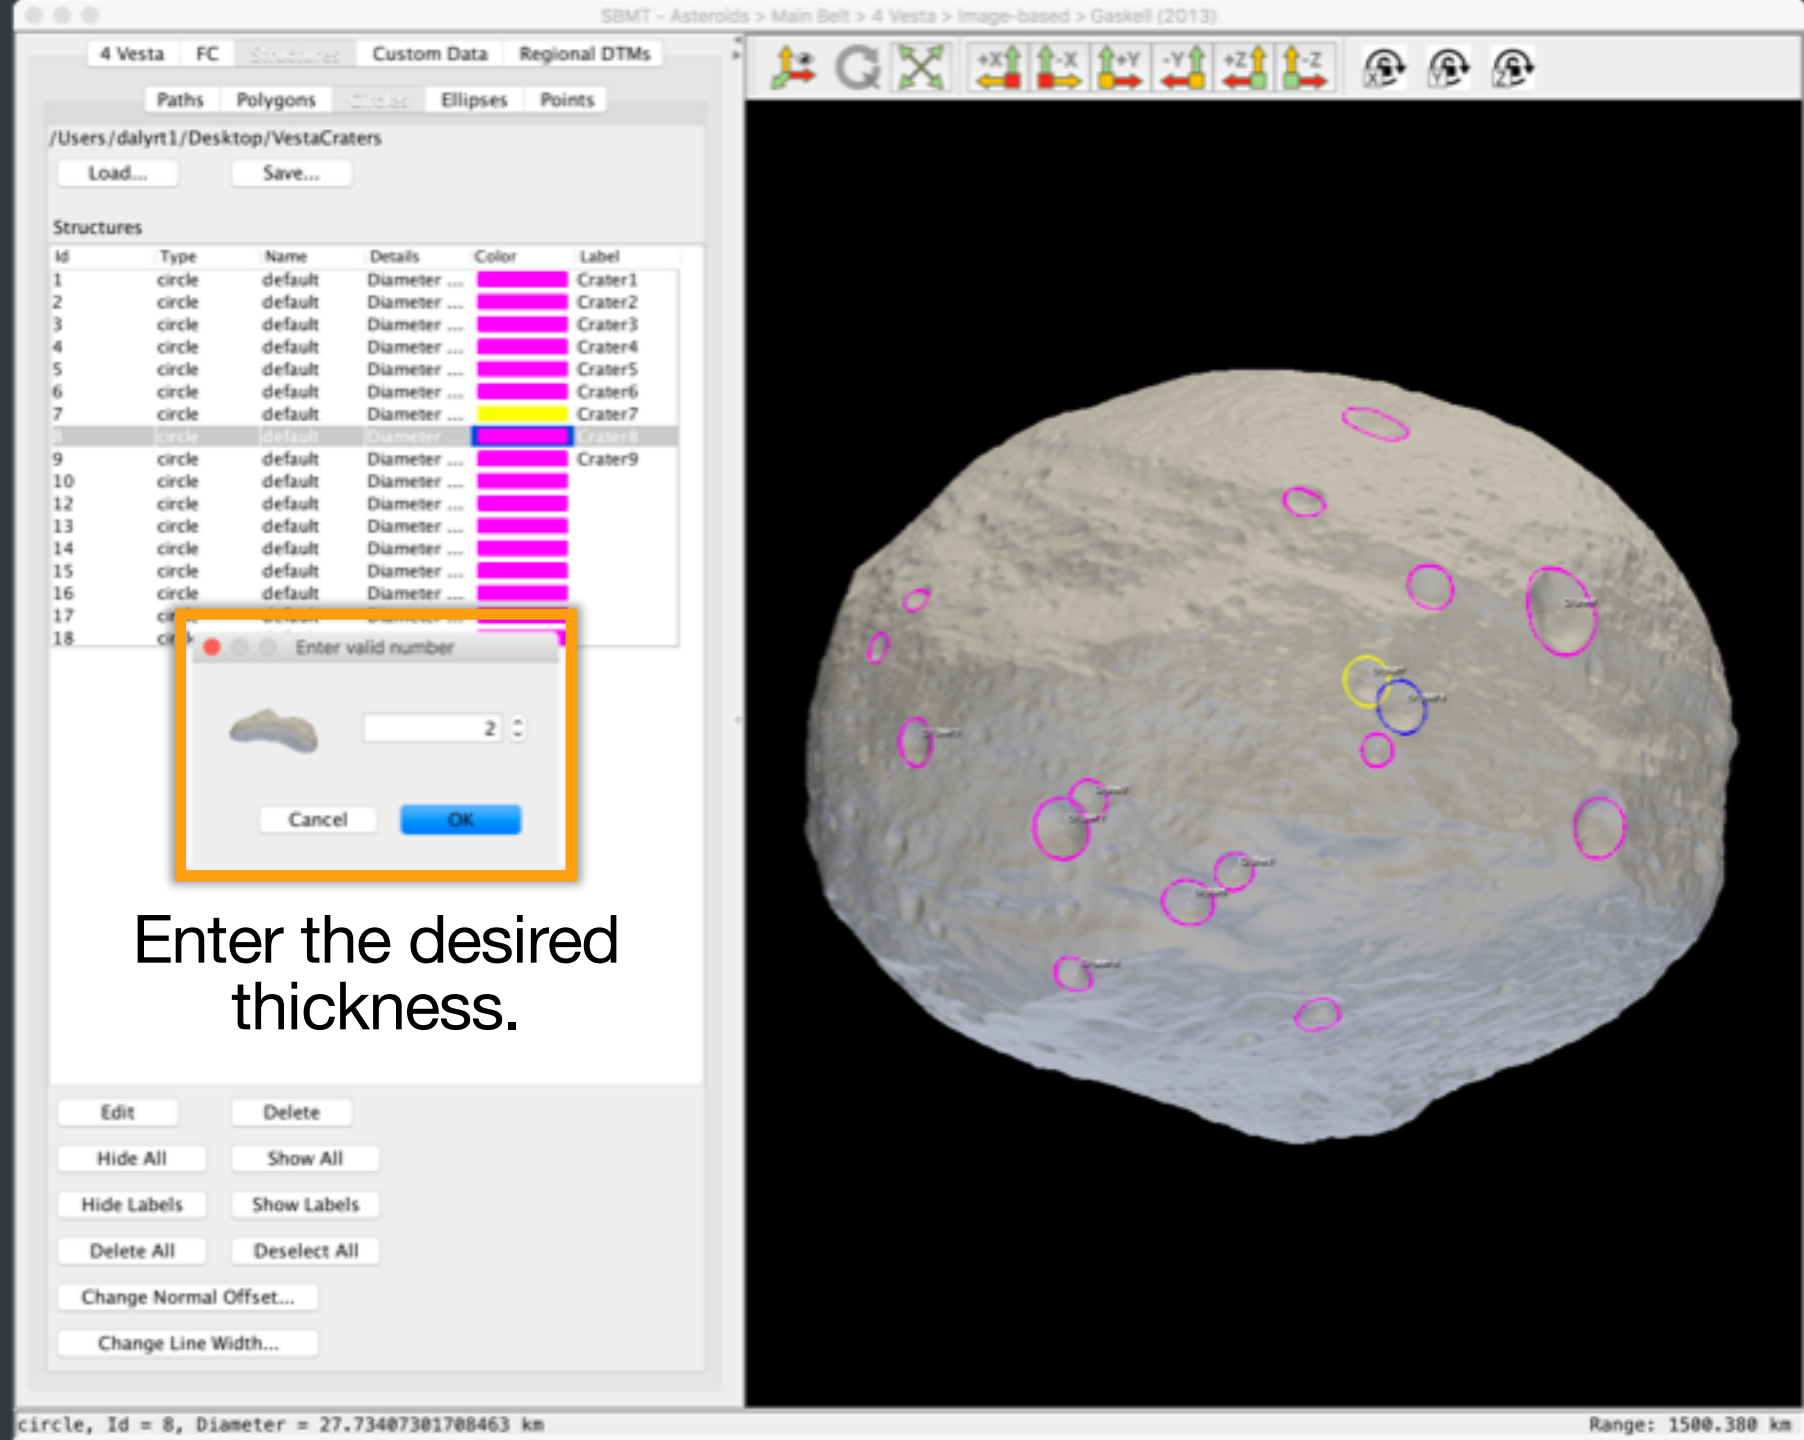 SBMT - Asteroids > Main Belt > 4 Vesta > Image-based > Gaskell (2013)
4 Vesta FC Structures Custom Data Regional DTMs
Paths Polygons Circles Ellipses Points
/Users/dalyrt1/Desktop/VestaCraters
Load... Save...
Structures
Id Type Name Details Color Label
1 circle default Diameter ... Crater1
2 circle default Diameter ... Crater2
3 circle default Diameter ... Crater3
4 circle default Diameter ... Crater4
5 circle default Diameter ... Crater5
6 circle default Diameter ... Crater6
7 circle default Diameter ... Crater7
8 circle default Diameter ... Crater8
9 circle default Diameter ... Crater9
10 circle default Diameter ...
12 circle default Diameter ...
13 circle default Diameter ...
14 circle default Diameter ...
15 circle default Diameter ...
16 circle default Diameter ...
17
18
Enter valid number
2
Cancel OK
Enter the desired
thickness.
Edit Delete
Hide All Show All
Hide Labels Show Labels
Delete All Deselect All
Change Normal Offset...
Change Line Width...
circle, Id = 8, Diameter = 27.73407301708463 km
Range: 1500.380 km
+X -X +Y -Y +Z -Z
X Y Z